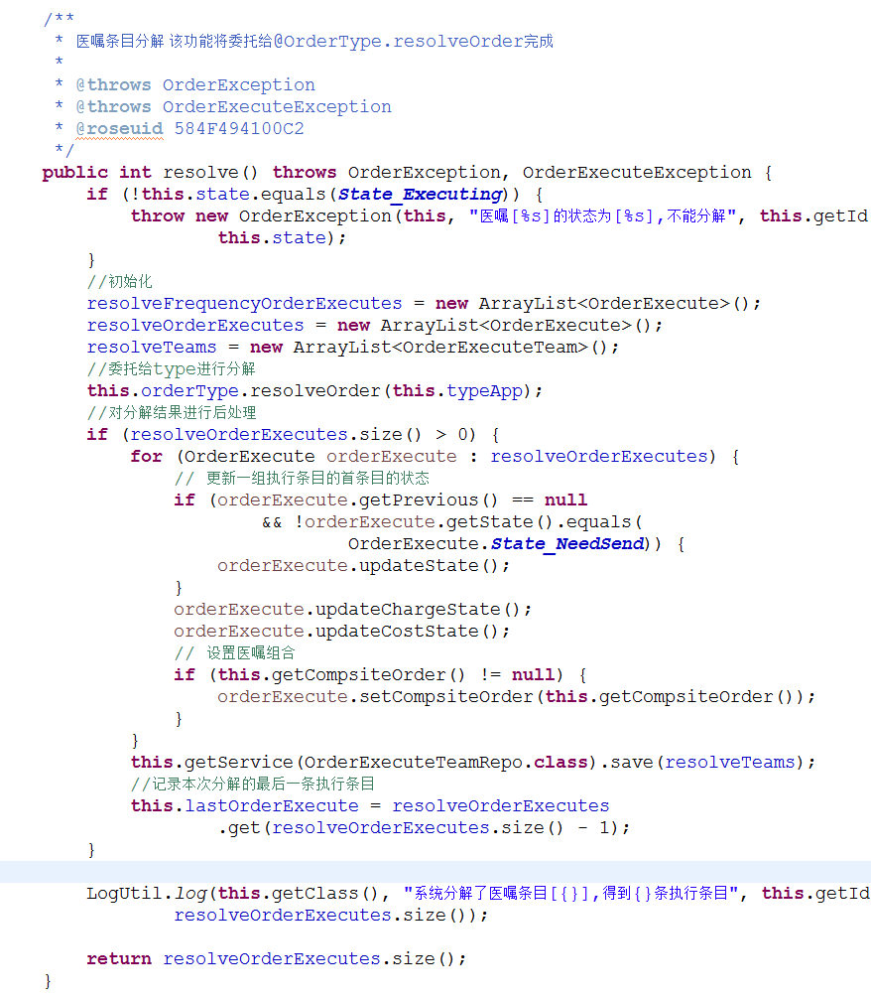 /**
 * 医嘱条目分解 该功能将委托给@OrderType.resolveOrder完成
 *
 * @throws OrderException
 * @throws OrderExecuteException
 * @roseuid 584F494100C2
 */
public int resolve() throws OrderException, OrderExecuteException {
    if (!this.state.equals(State_Executing)) {
        throw new OrderException(this, "医嘱[%s]的状态为[%s],不能分解", this.getId
                this.state);
    }
    //初始化
    resolveFrequencyOrderExecutes = new ArrayList<OrderExecute>();
    resolveOrderExecutes = new ArrayList<OrderExecute>();
    resolveTeams = new ArrayList<OrderExecuteTeam>();
    //委托给type进行分解
    this.orderType.resolveOrder(this.typeApp);
    //对分解结果进行后处理
    if (resolveOrderExecutes.size() > 0) {
        for (OrderExecute orderExecute : resolveOrderExecutes) {
            // 更新一组执行条目的首条目的状态
            if (orderExecute.getPrevious() == null
                    && !orderExecute.getState().equals(
                            OrderExecute.State_NeedSend)) {
                orderExecute.updateState();
            }
            orderExecute.updateChargeState();
            orderExecute.updateCostState();
            // 设置医嘱组合
            if (this.getCompsiteOrder() != null) {
                orderExecute.setCompsiteOrder(this.getCompsiteOrder());
            }
        }
        this.getService(OrderExecuteTeamRepo.class).save(resolveTeams);
        //记录本次分解的最后一条执行条目
        this.lastOrderExecute = resolveOrderExecutes
                .get(resolveOrderExecutes.size() - 1);
    }
    LogUtil.log(this.getClass(), "系统分解了医嘱条目[{}],得到{}条执行条目", this.getId
            resolveOrderExecutes.size());
    return resolveOrderExecutes.size();
}